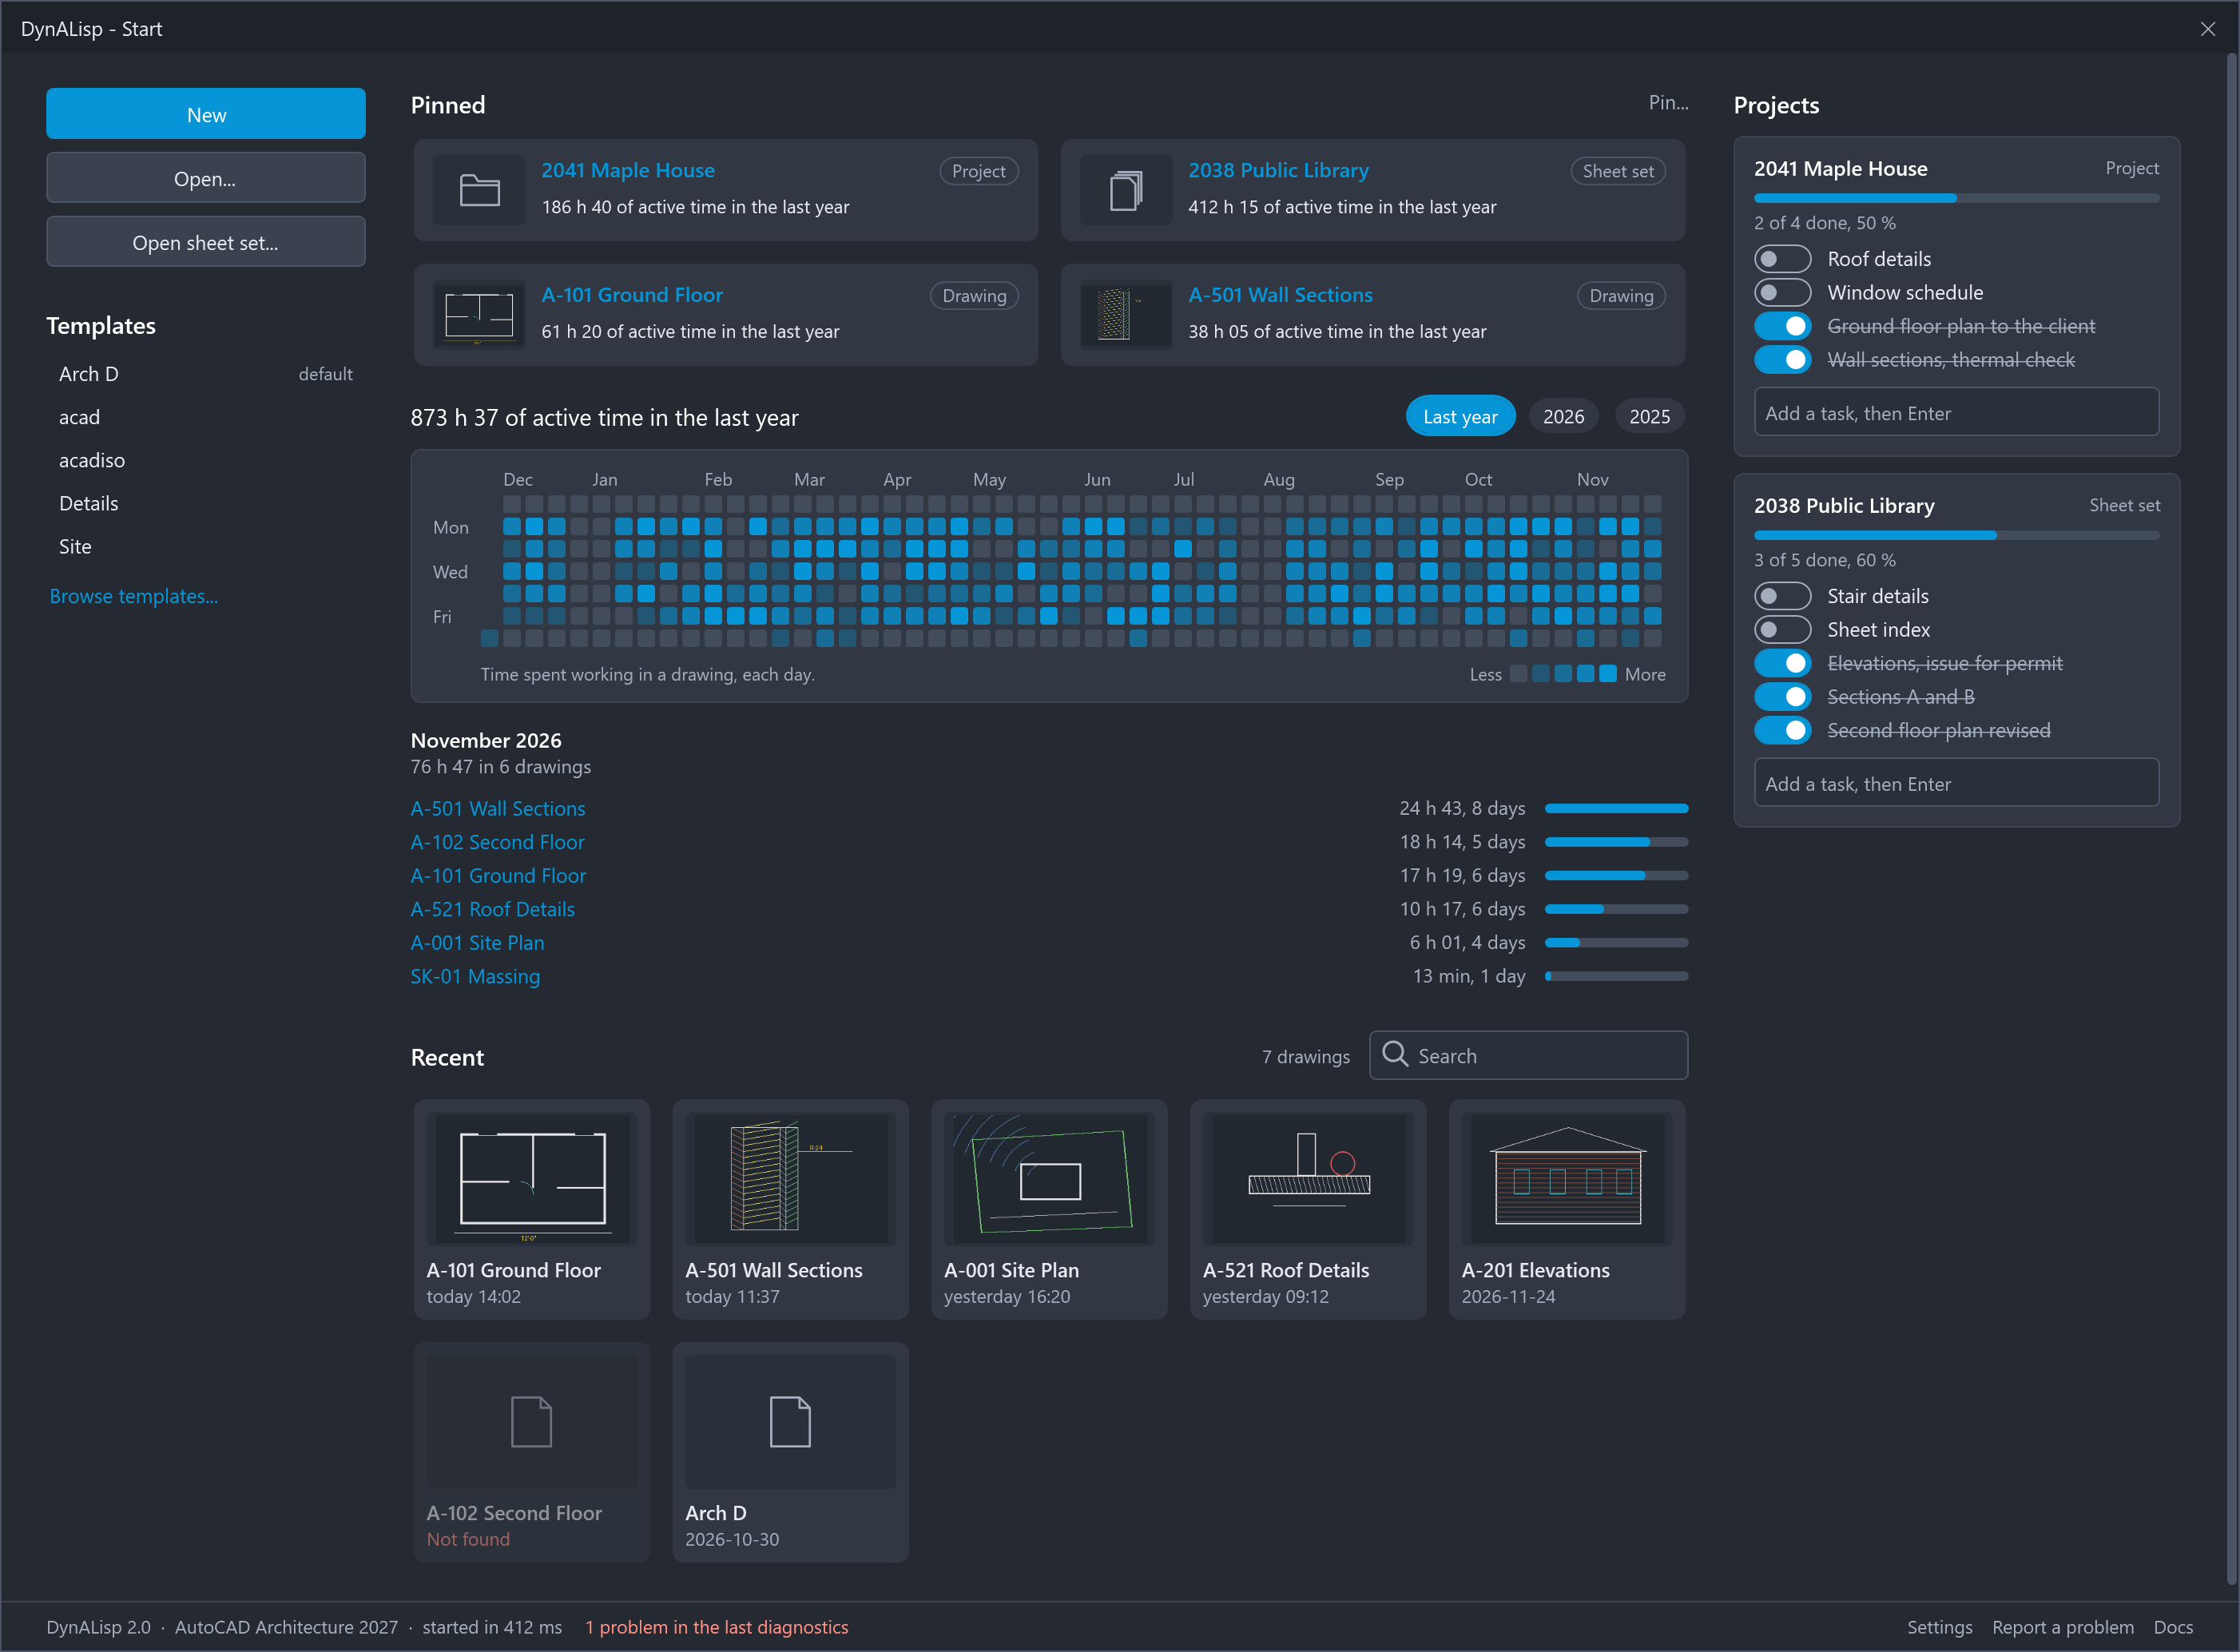 DynALisp - Start
New
Open...
Open sheet set...
Templates
Arch D default
acad
acadiso
Details
Site
Browse templates...
Pinned Pin...
2041 Maple House Project
186 h 40 of active time in the last year
2038 Public Library Sheet set
412 h 15 of active time in the last year
A-101 Ground Floor Drawing
61 h 20 of active time in the last year
A-501 Wall Sections Drawing
38 h 05 of active time in the last year
873 h 37 of active time in the last year Last year 2026 2025
Dec Jan Feb Mar Apr May Jun Jul Aug Sep Oct Nov
Mon
Wed
Fri
Time spent working in a drawing, each day. Less More
November 2026
76 h 47 in 6 drawings
A-501 Wall Sections 24 h 43, 8 days
A-102 Second Floor 18 h 14, 5 days
A-101 Ground Floor 17 h 19, 6 days
A-521 Roof Details 10 h 17, 6 days
A-001 Site Plan 6 h 01, 4 days
SK-01 Massing 13 min, 1 day
Recent 7 drawings Search
12'0"
R-24
A-101 Ground Floor
today 14:02
A-501 Wall Sections
today 11:37
A-001 Site Plan
yesterday 16:20
A-521 Roof Details
yesterday 09:12
A-201 Elevations
2026-11-24
A-102 Second Floor
Not found
Arch D
2026-10-30
Projects
2041 Maple House Project
2 of 4 done, 50 %
Roof details
Window schedule
Ground floor plan to the client
Wall sections, thermal check
Add a task, then Enter
2038 Public Library Sheet set
3 of 5 done, 60 %
Stair details
Sheet index
Elevations, issue for permit
Sections A and B
Second floor plan revised
Add a task, then Enter
DynALisp 2.0 · AutoCAD Architecture 2027 · started in 412 ms 1 problem in the last diagnostics Settings Report a problem Docs